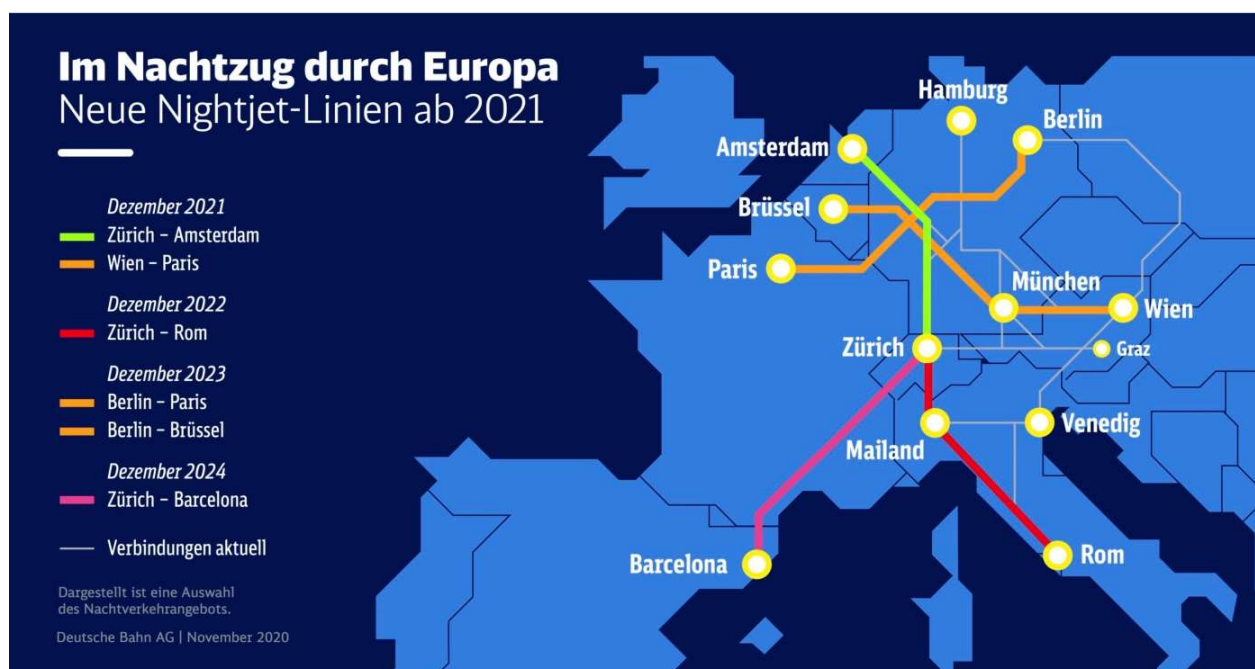 Im Nachtzug durch Europa
Neue Nightjet-Linien ab 2021
Dezember 2021
Zürich – Amsterdam
Wien – Paris
Dezember 2022
Zürich – Rom
Dezember 2023
Berlin – Paris
Berlin – Brüssel
Dezember 2024
Zürich – Barcelona
Verbindungen aktuell
Dargestellt ist eine Auswahl
des Nachtverkehrangebots.
Deutsche Bahn AG | November 2020
Hamburg
Berlin
Amsterdam
Brüssel
Paris
München
Wien
Zürich
Graz
Mailand
Venedig
Barcelona
Rom